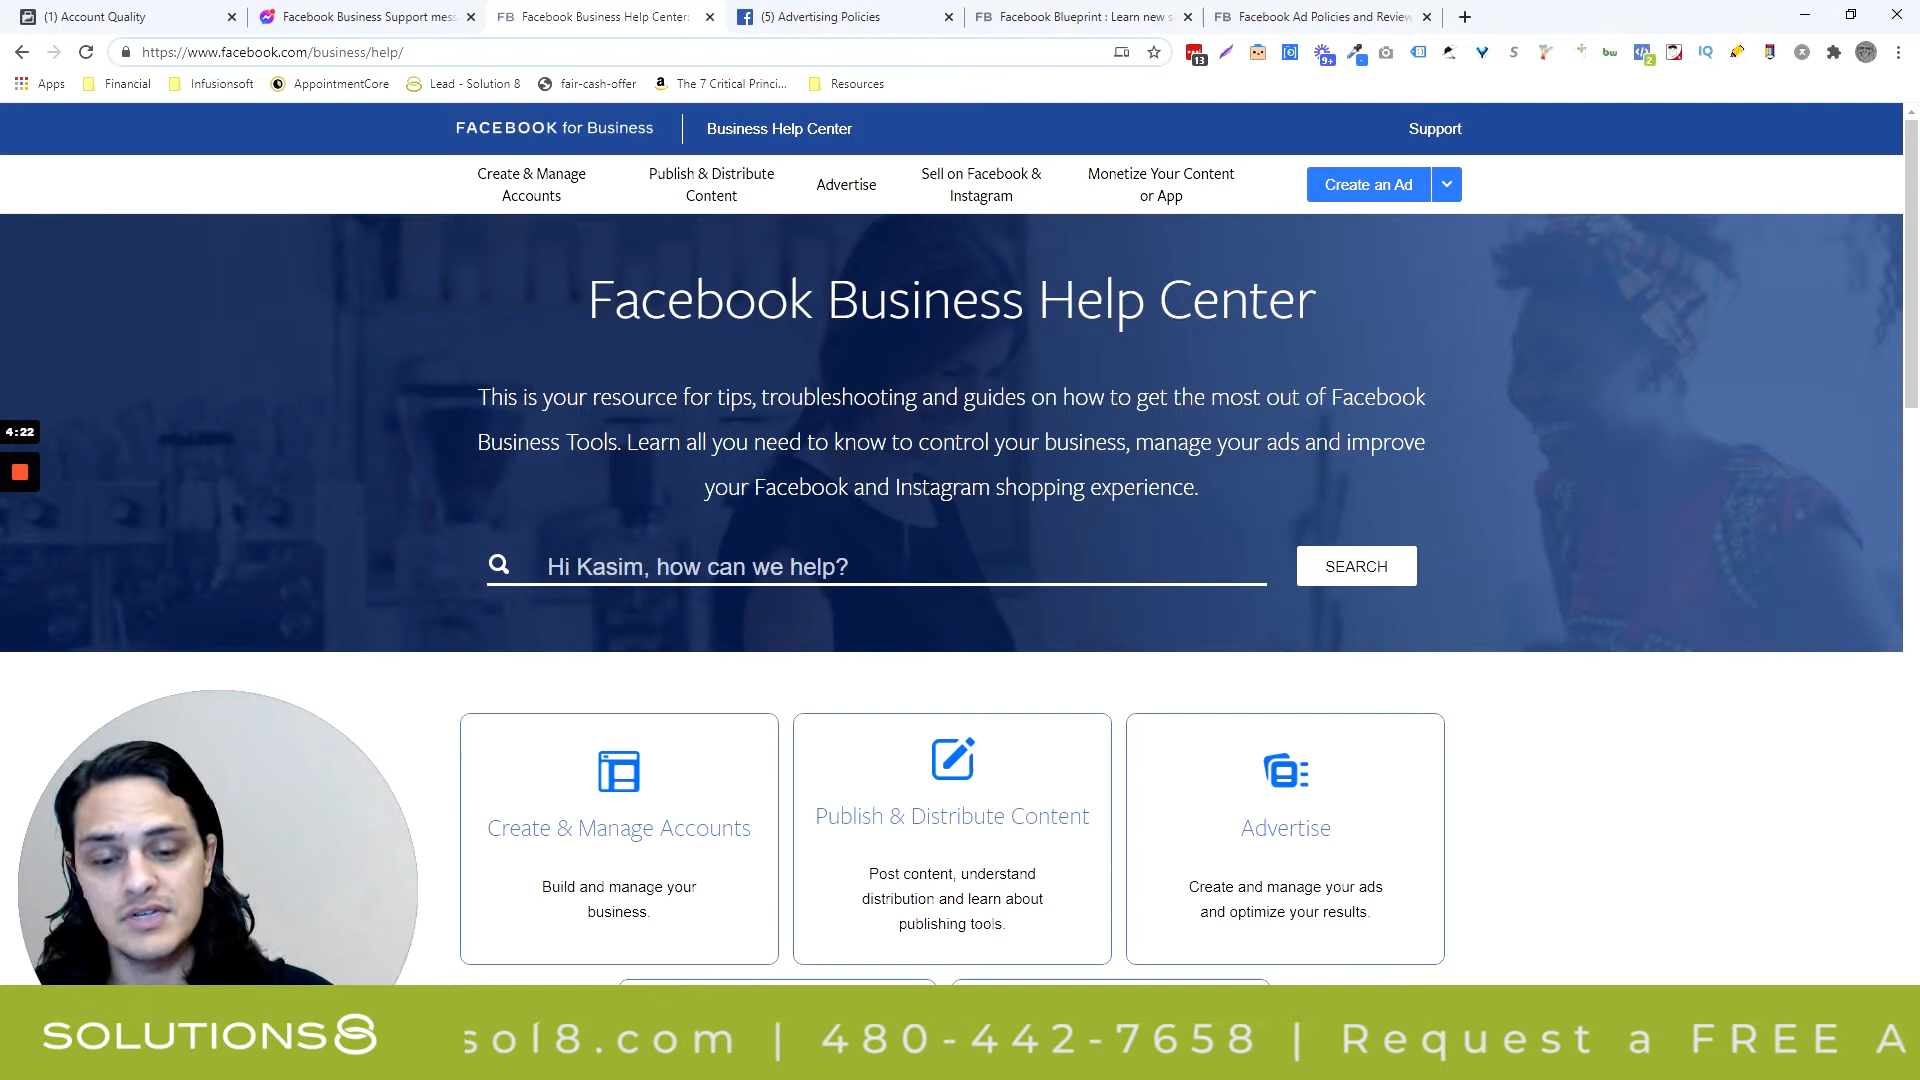 (1) Account Quality
Facebook Business Support mess
FB Facebook Business Help Center:
(5) Advertising Policies
FB Facebook Blueprint : Learn new s
FB Facebook Ad Policies and Review
https://www.facebook.com/business/help/
13
9+
S
bw
2
IQ
Apps
Financial
Infusionsoft
AppointmentCore
Lead - Solution 8
fair-cash-offer
The 7 Critical Princi...
Resources
FACEBOOK for Business
Business Help Center
Support
Create & Manage
Accounts
Publish & Distribute
Content
Advertise
Sell on Facebook &
Instagram
Monetize Your Content
or App
Create an Ad
Facebook Business Help Center
This is your resource for tips, troubleshooting and guides on how to get the most out of Facebook
Business Tools. Learn all you need to know to control your business, manage your ads and improve
your Facebook and Instagram shopping experience.
4:22
Hi Kasim, how can we help?
SEARCH
Create & Manage Accounts
Build and manage your
business.
Publish & Distribute Content
Post content, understand
distribution and learn about
publishing tools.
Advertise
Create and manage your ads
and optimize your results.
SOLUTIONS8
sol8.com | 480-442-7658 | Request a FREE A